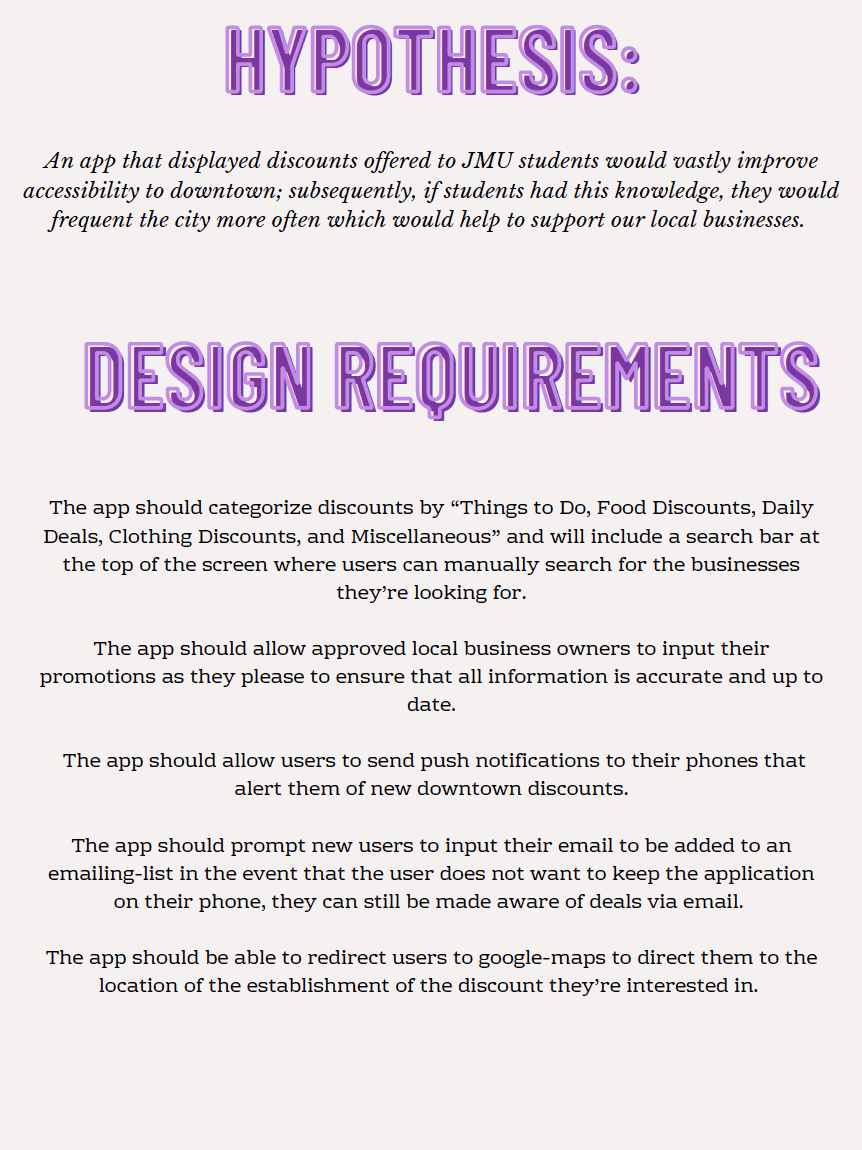 HYPOTHESIS:
An app that displayed discounts offered to JMU students would vastly improve
accessibility to downtown; subsequently, if students had this knowledge, they would
frequent the city more often which would help to support our local businesses.
DESIGN REQUIREMENTS
The app should categorize discounts by “Things to Do, Food Discounts, Daily
Deals, Clothing Discounts, and Miscellaneous” and will include a search bar at
the top of the screen where users can manually search for the businesses
they’re looking for.
The app should allow approved local business owners to input their
promotions as they please to ensure that all information is accurate and up to
date.
The app should allow users to send push notifications to their phones that
alert them of new downtown discounts.
The app should prompt new users to input their email to be added to an
emailing-list in the event that the user does not want to keep the application
on their phone, they can still be made aware of deals via email.
The app should be able to redirect users to google-maps to direct them to the
location of the establishment of the discount they’re interested in.